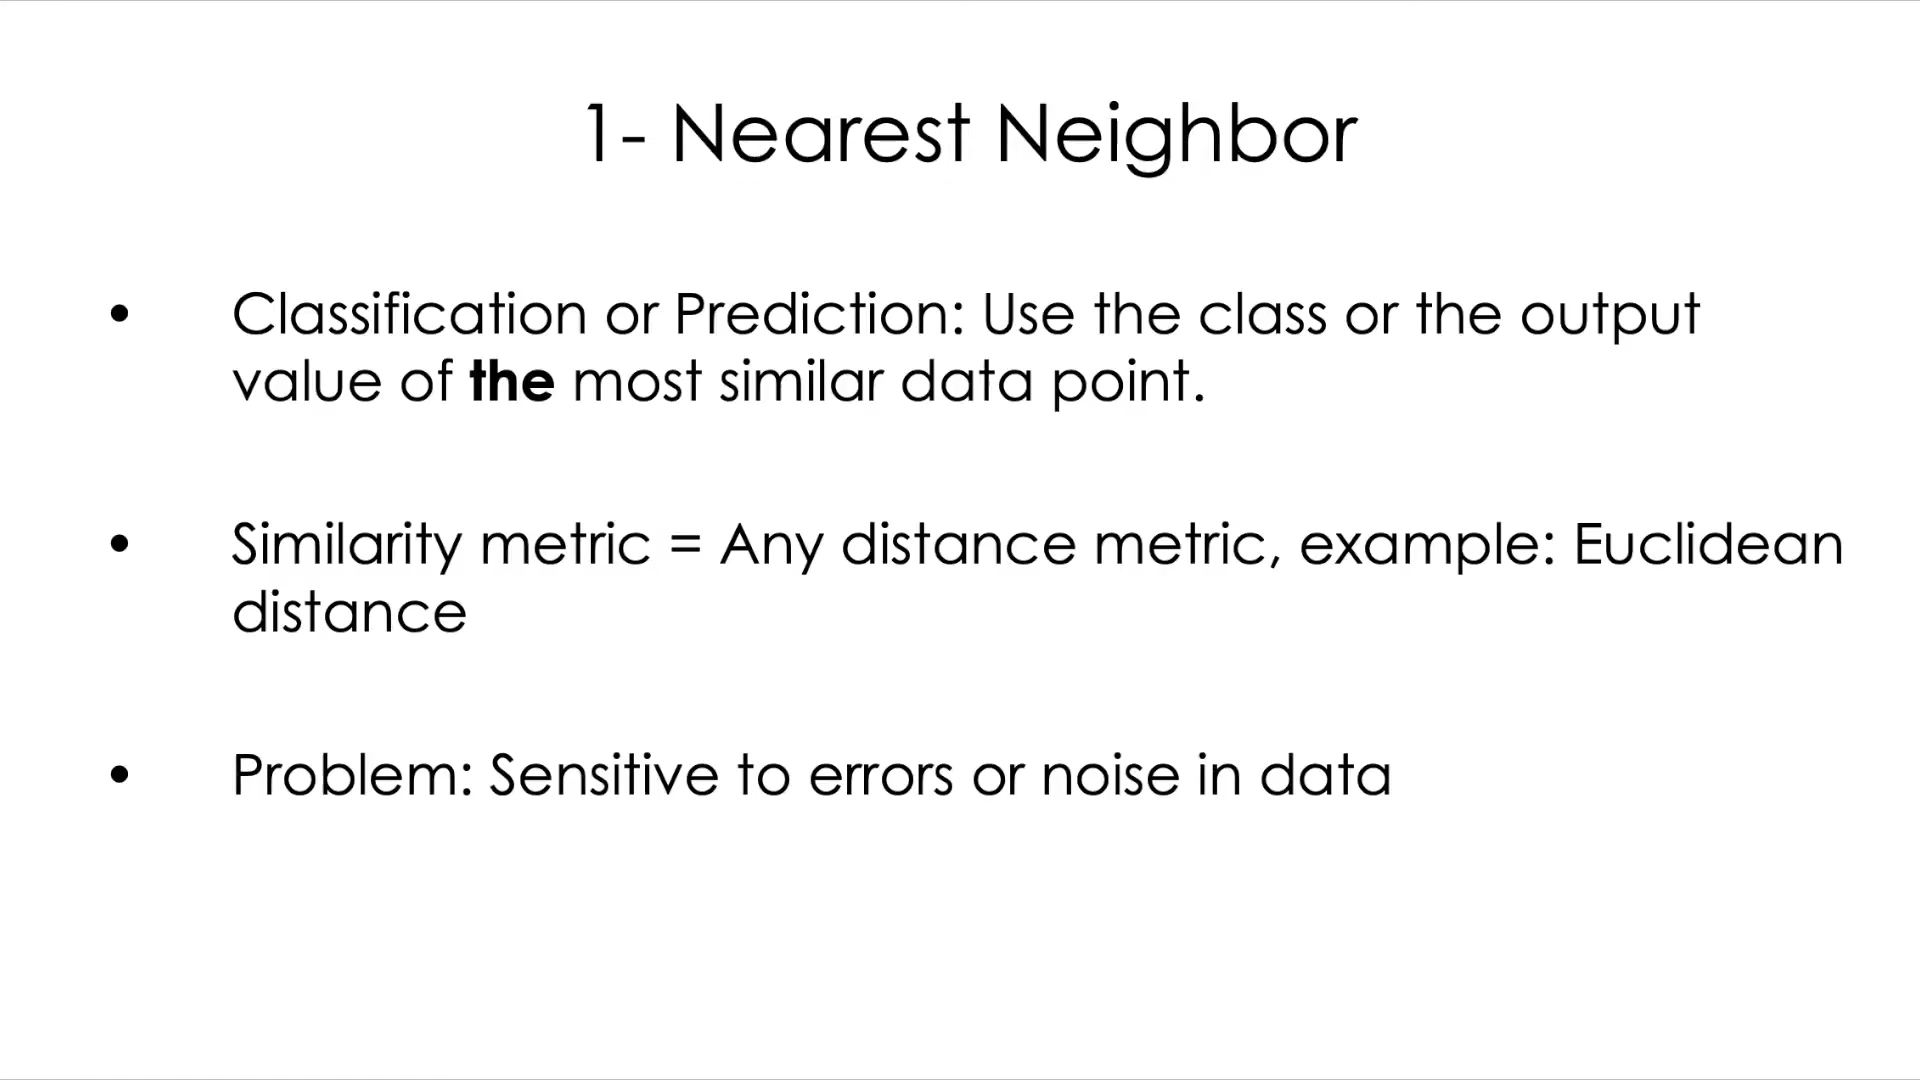 1- Nearest Neighbor
• Classification or Prediction: Use the class or the output
value of the most similar data point.
• Similarity metric = Any distance metric, example: Euclidean
distance
• Problem: Sensitive to errors or noise in data